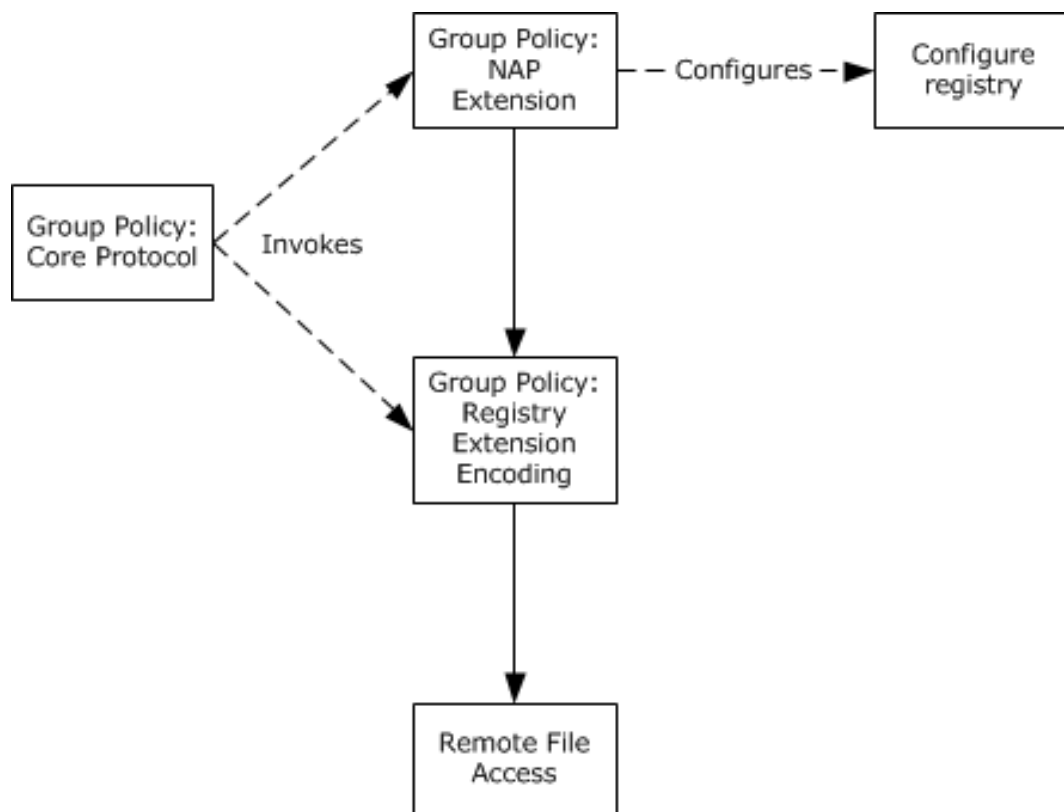 Group Policy:
NAP
Extension
Configures
Configure
registry
Group Policy:
Core Protocol
Invokes
Group Policy:
Registry
Extension
Encoding
Remote File
Access